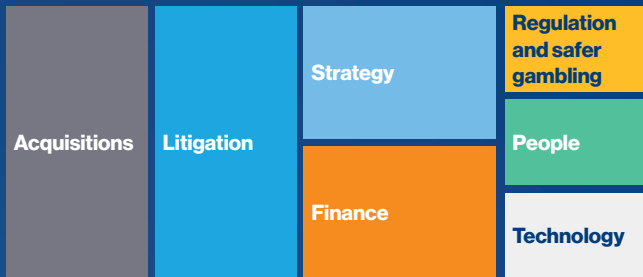 Acquisitions
Litigation
Strategy
Finance
Regulation
and safer
gambling
People
Technology